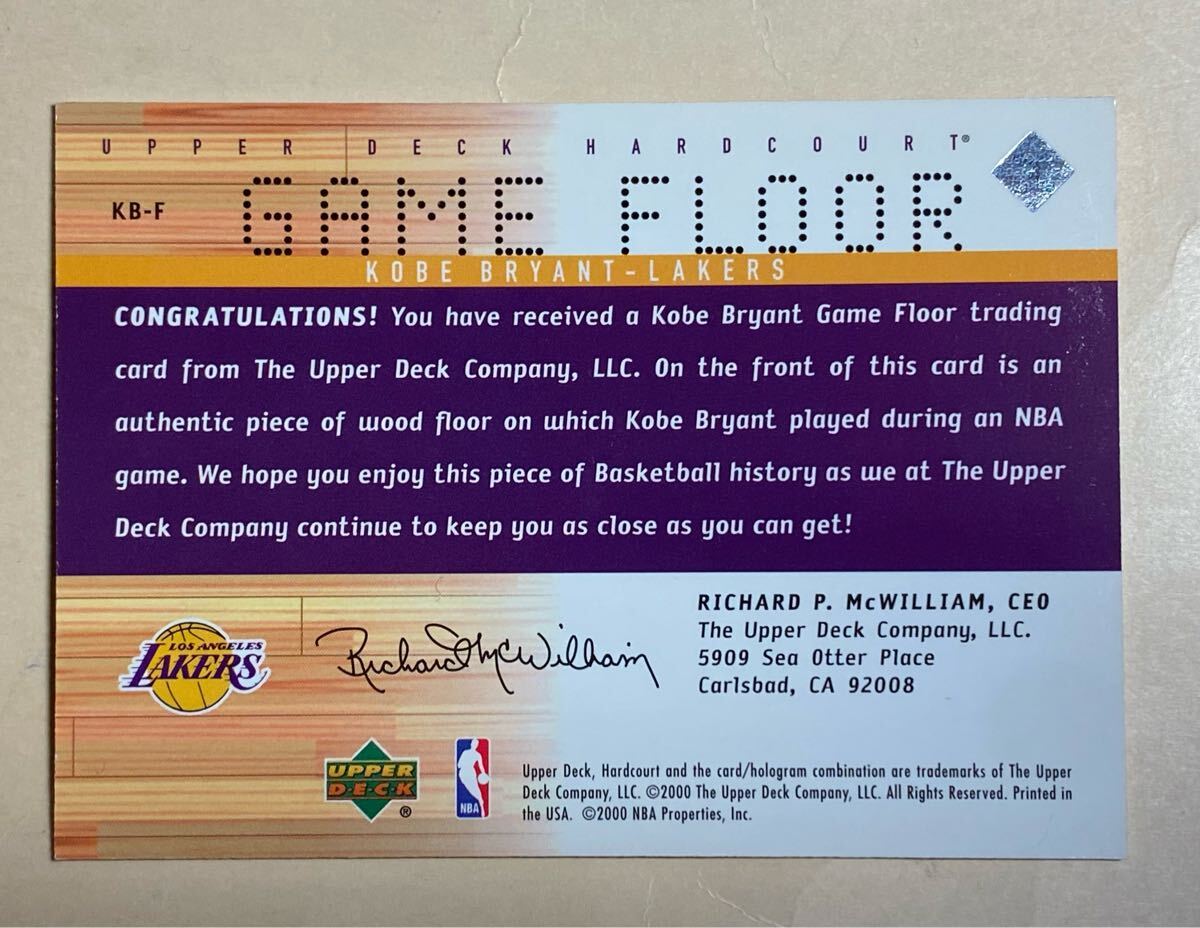 UPPER DECK HARDCOURT®
KB-F GAME FLOOR
KOBE BRYANT-LAKERS
CONGRATULATIONS! You have received a Kobe Bryant Game Floor trading
card from The Upper Deck Company, LLC. On the front of this card is an
authentic piece of wood floor on which Kobe Bryant played during an NBA
game. We hope you enjoy this piece of Basketball history as we at The Upper
Deck Company continue to keep you as close as you can get!
LOS ANGELES
LAKERS
Richard McWilliam
RICHARD P. McWILLIAM, CEO
The Upper Deck Company, LLC.
5909 Sea Otter Place
Carlsbad, CA 92008
UPPER
D·E·C·K
®
NBA
Upper Deck, Hardcourt and the card/hologram combination are trademarks of The Upper
Deck Company, LLC. ©2000 The Upper Deck Company, LLC. All Rights Reserved. Printed in
the USA. ©2000 NBA Properties, Inc.